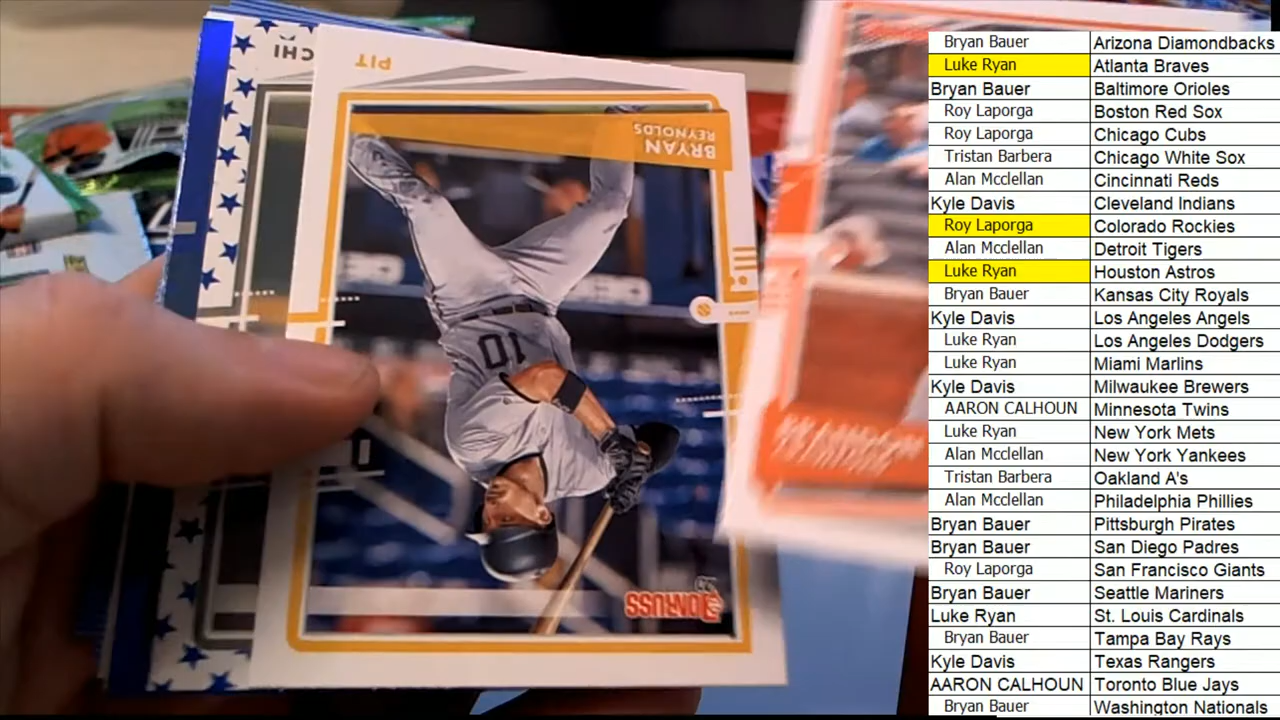 CHI
PIT
BRYAN
REYNOLDS
10
20
DONRUSS
Bryan Bauer Arizona Diamondbacks
Luke Ryan Atlanta Braves
Bryan Bauer Baltimore Orioles
Roy Laporga Boston Red Sox
Roy Laporga Chicago Cubs
Tristan Barbera Chicago White Sox
Alan Mcclellan Cincinnati Reds
Kyle Davis Cleveland Indians
Roy Laporga Colorado Rockies
Alan Mcclellan Detroit Tigers
Luke Ryan Houston Astros
Bryan Bauer Kansas City Royals
Kyle Davis Los Angeles Angels
Luke Ryan Los Angeles Dodgers
Luke Ryan Miami Marlins
Kyle Davis Milwaukee Brewers
AARON CALHOUN Minnesota Twins
Luke Ryan New York Mets
Alan Mcclellan New York Yankees
Tristan Barbera Oakland A's
Alan Mcclellan Philadelphia Phillies
Bryan Bauer Pittsburgh Pirates
Bryan Bauer San Diego Padres
Roy Laporga San Francisco Giants
Bryan Bauer Seattle Mariners
Luke Ryan St. Louis Cardinals
Bryan Bauer Tampa Bay Rays
Kyle Davis Texas Rangers
AARON CALHOUN Toronto Blue Jays
Bryan Bauer Washington Nationals